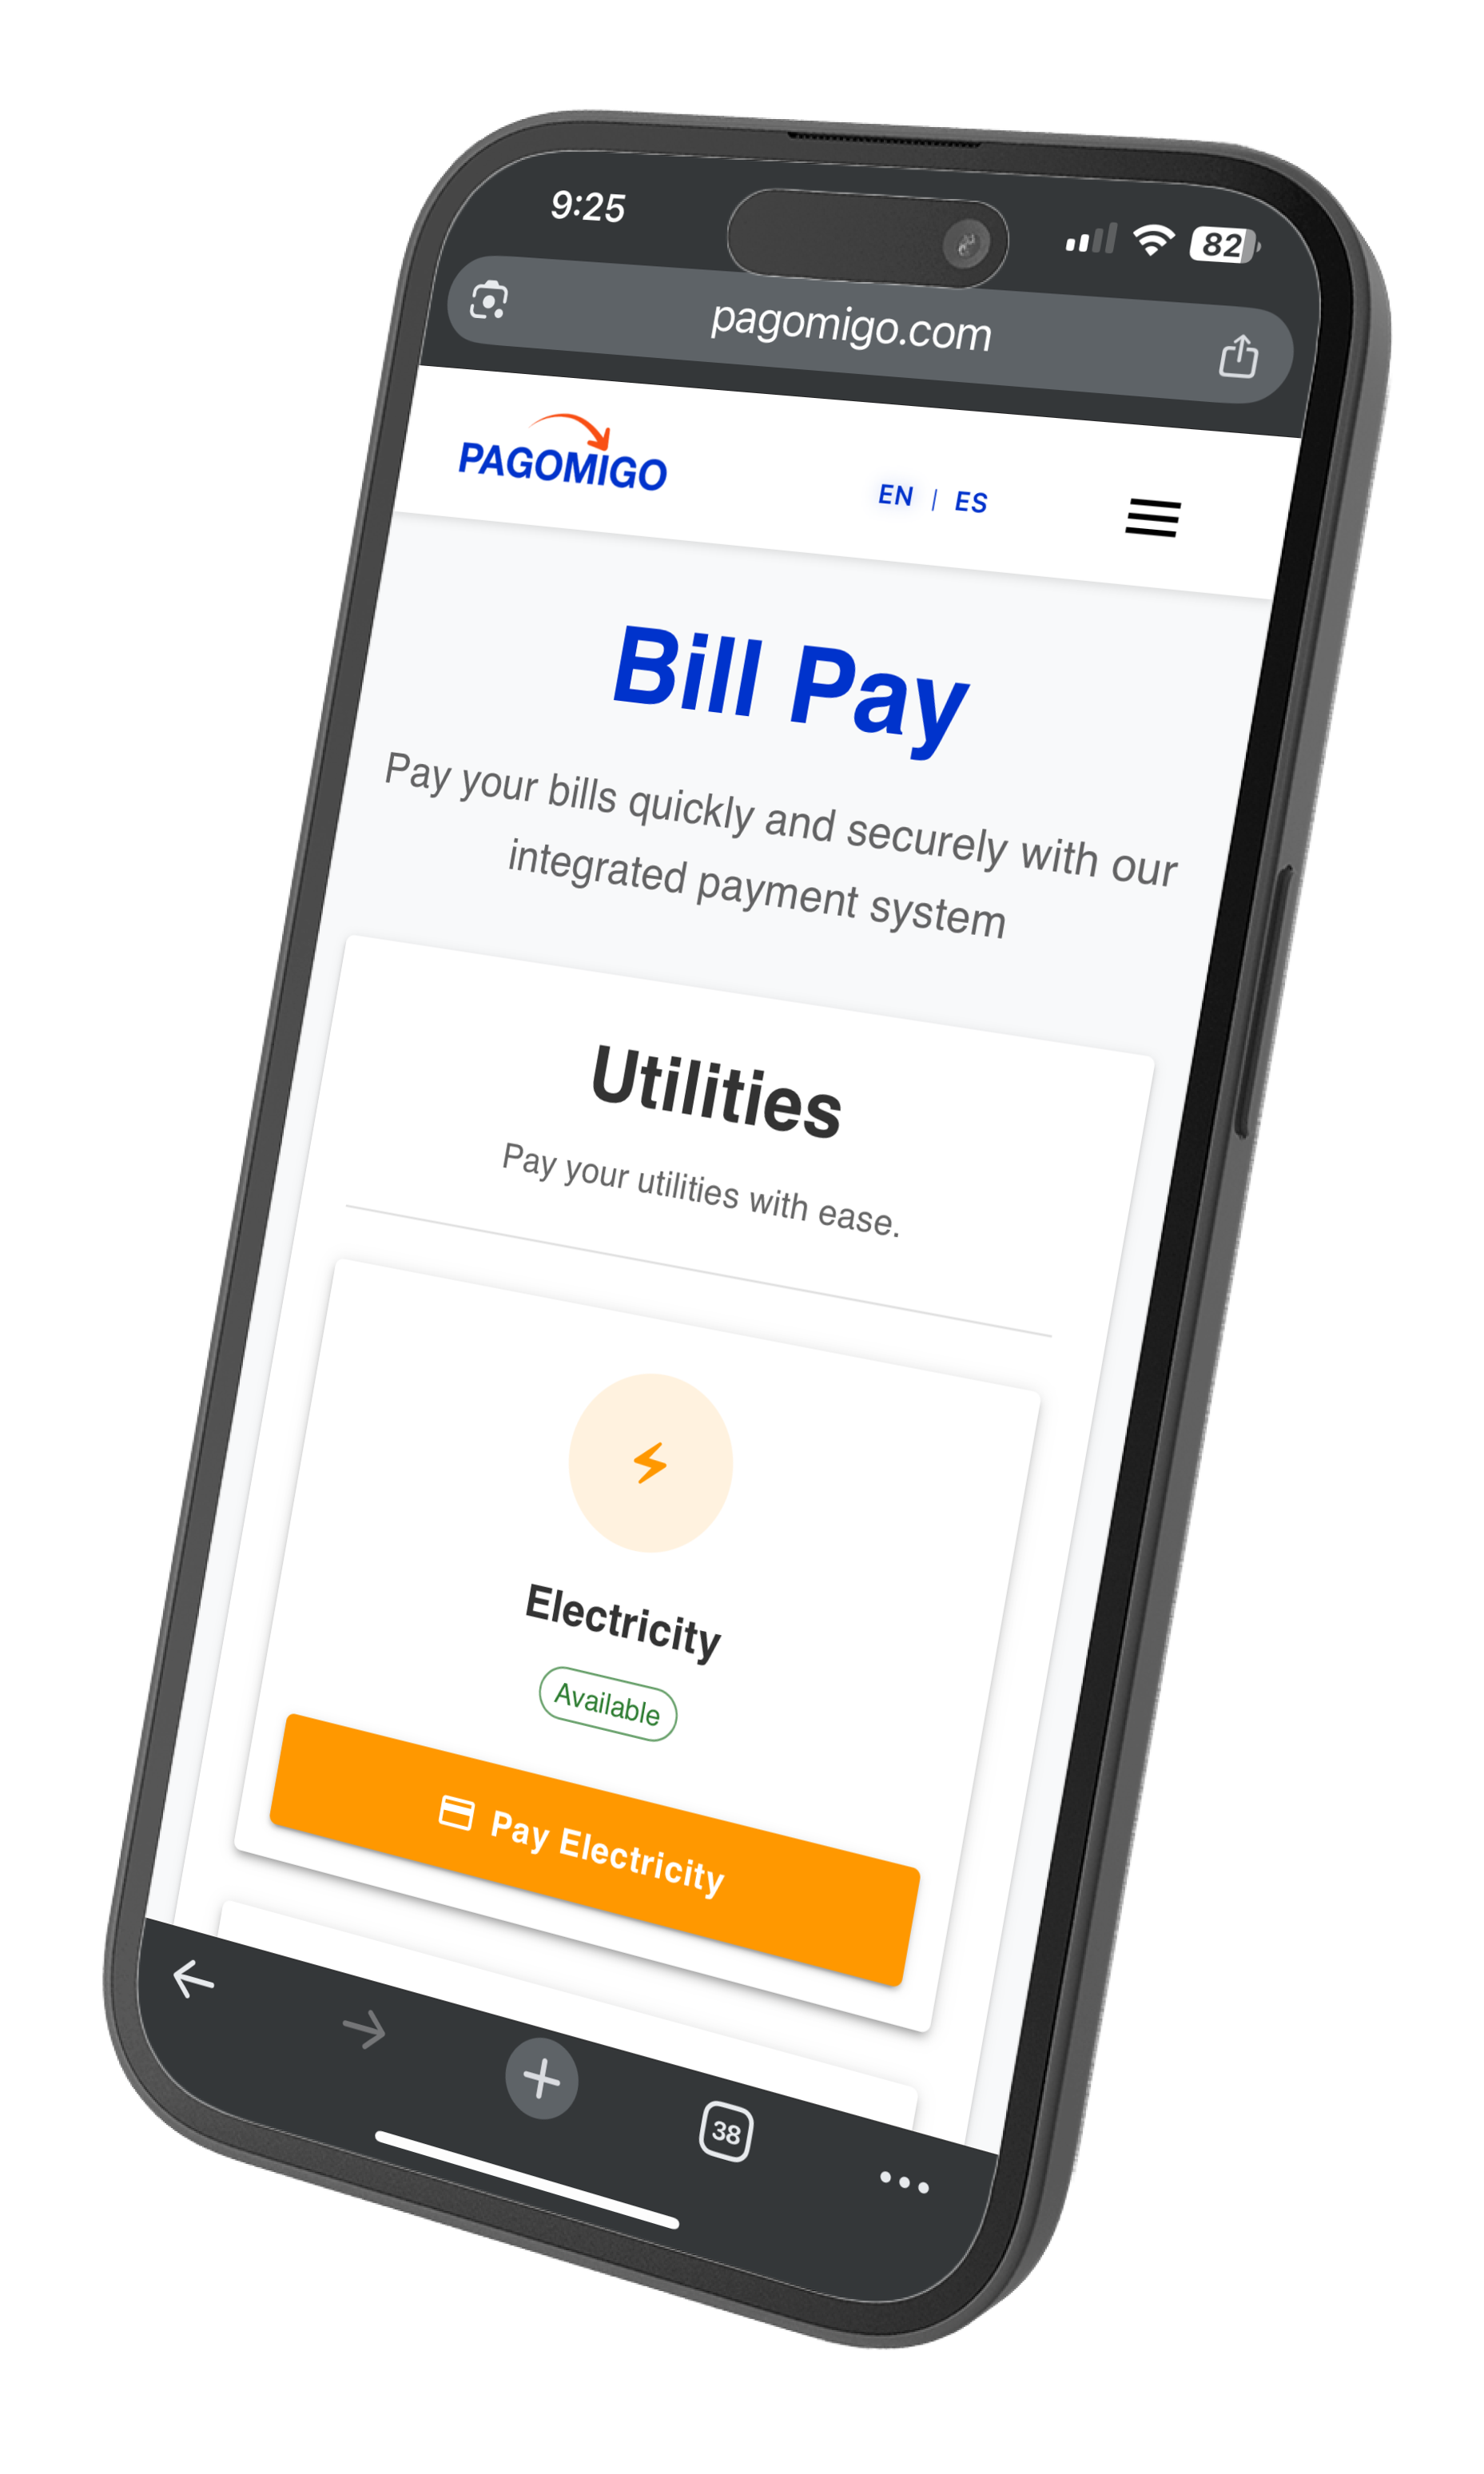 9:25
82
pagomigo.com
PAGOMIGO
EN | ES
Bill Pay
Pay your bills quickly and securely with our
integrated payment system
Utilities
Pay your utilities with ease.
Electricity
Available
Pay Electricity
38